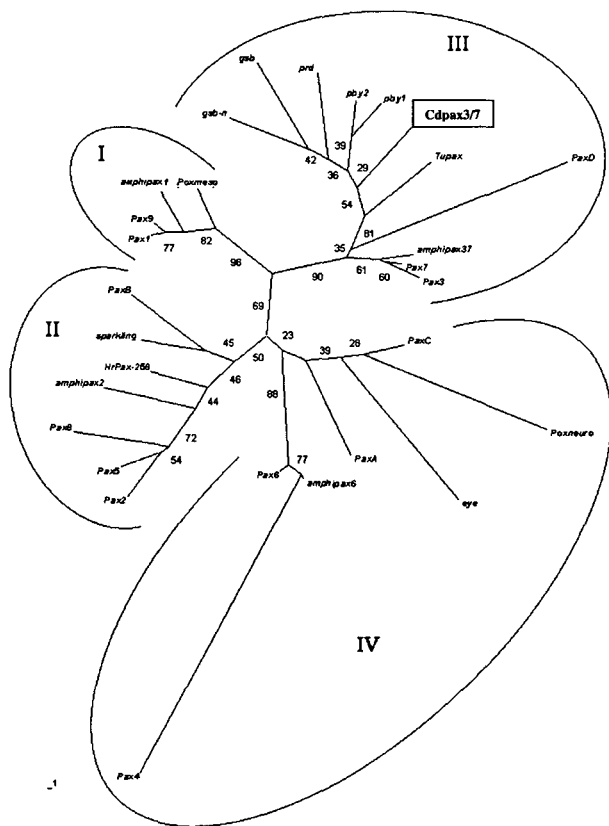 III
gsb
prd
pby2
pby1
gsb-n
Cdpax3/7
39
42
29
36
Tupax
PaxD
I
amphipax1
Poxmeso
54
Pax9
Pax1
77
82
81
35
amphipax37
Pax7
Pax3
96
90
61
60
PaxB
69
II
sparkling
45
23
50
39
28
PaxC
HrPax-258
46
amphipax2
44
88
Pax8
72
Poxneuro
Pax5
54
77
PaxA
Pax6
amphipax6
Pax2
eye
IV
Pax4
1